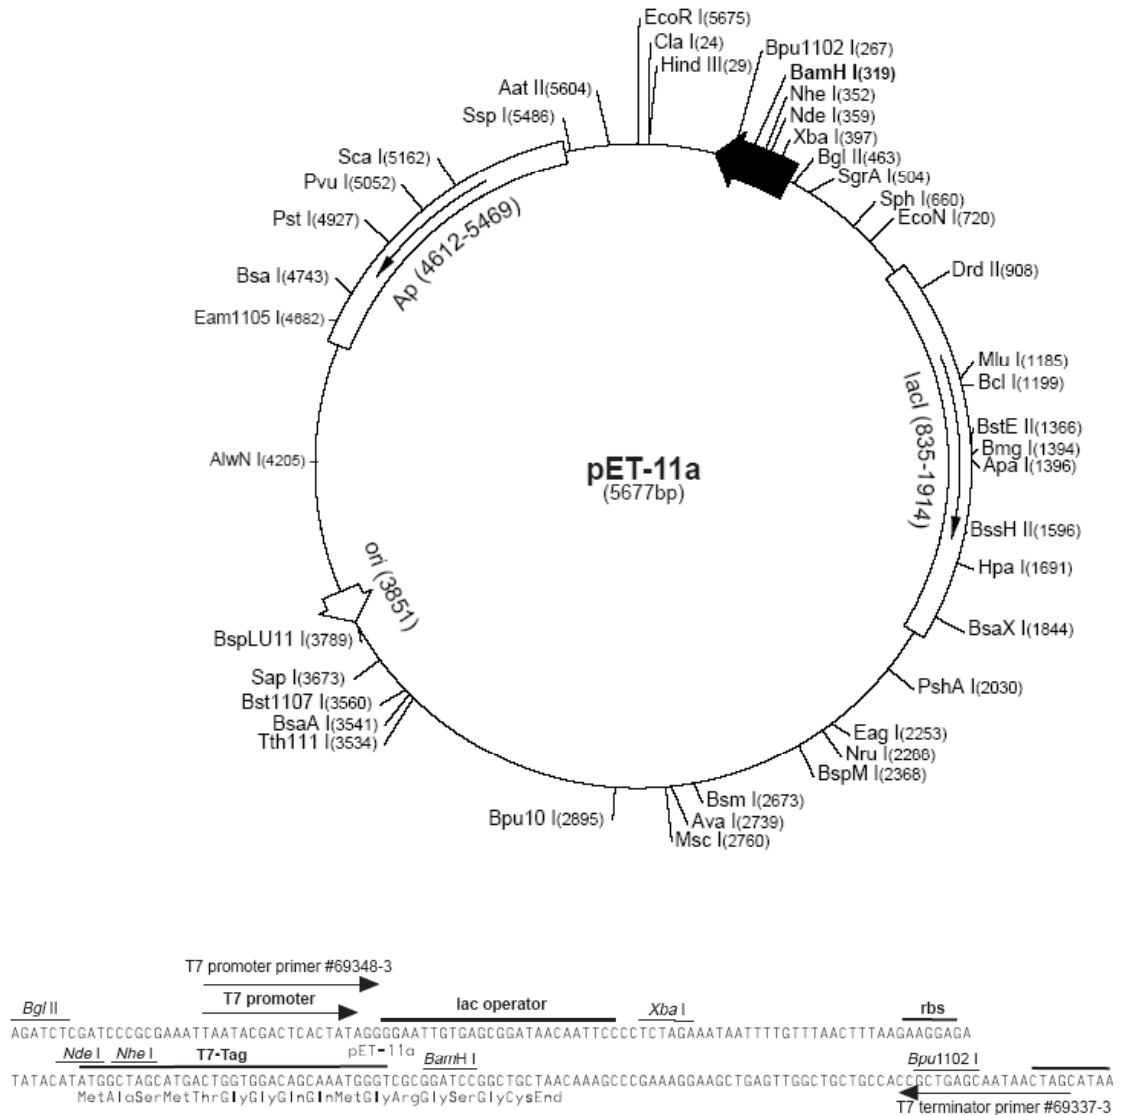 EcoR I(5675)
Cla I(24)
Hind III(29)
Bpu1102 I(267)
BamH I(319)
Nhe I(352)
Nde I(359)
Xba I(397)
Bgl II(463)
SgrA I(504)
Sph I(660)
EcoN I(720)
Drd II(908)
Mlu I(1185)
Bcl I(1199)
BstE II(1366)
Bmg I(1394)
Apa I(1396)
BssH II(1596)
Hpa I(1691)
BsaX I(1844)
PshA I(2030)
Eag I(2253)
Nru I(2288)
BspM I(2368)
Bsm I(2673)
Ava I(2739)
Msc I(2760)
Bpu10 I(2895)
Tth111 I(3534)
BsaA I(3541)
Bst1107 I(3560)
Sap I(3673)
BspLU11 I(3789)
AlwN I(4205)
Eam1105 I(4682)
Bsa I(4743)
Pst I(4927)
Pvu I(5052)
Sca I(5162)
Ssp I(5486)
Aat II(5604)
Ap (4612-5469)
lacI (835-1914)
ori (3851)
pET-11a
(5677bp)
T7 promoter primer #69348-3
Bgl II T7 promoter lac operator Xba I rbs
AGATCTCGATCCCGCGAAATTAATACGACTCACTATAGGGGAATTGTGAGCGGATAACAATTCCCCTCTAGAAATAATTTTGTTTAACTTTAAGAAGGAGA
Nde I Nhe I T7-Tag pET-11a BamH I Bpu1102 I
TATACATATGGCTAGCATGACTGGTGGACAGCAAATGGGTCGCGGATCCGGCTGCTAACAAAGCCCGAAAGGAAGCTGAGTTGGCTGCTGCCACCGCTGAGCAATAACTAGCATAA
MetAlaSerMetThrGlyGlyGlnGlnMetGlyArgGlySerGlyCysEnd
T7 terminator primer #69337-3